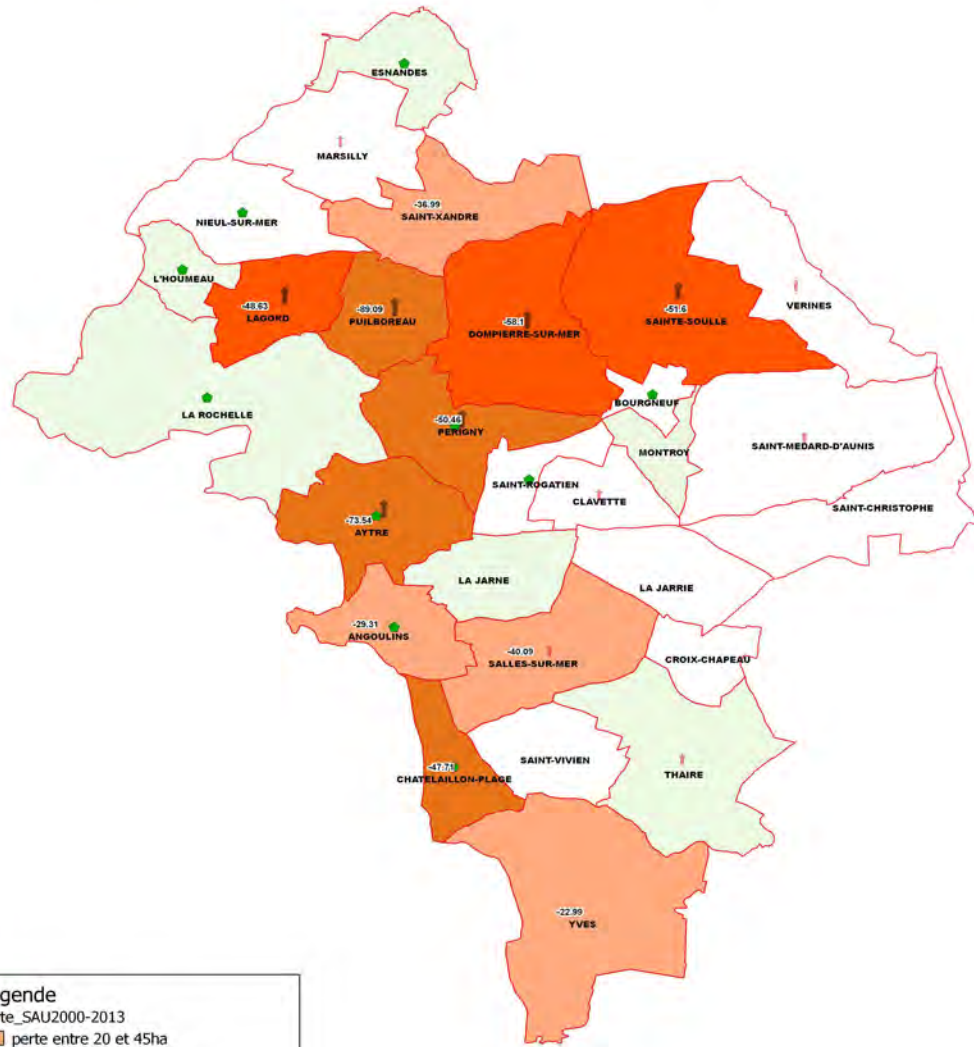 ESNANDES
MARSILLY
-36.99
SAINT-XANDRE
NIEUL-SUR-MER
L'HOUMEAU
VERINES
-48.63
LAGORD
-89.09
PUILBOREAU
-58.1
DOMPIERRE-SUR-MER
-51.6
SAINTE-SOULLE
BOURGNEUF
LA ROCHELLE
-50.46
PERIGNY
MONTROY
SAINT-MEDARD-D'AUNIS
SAINT-ROGATIEN
CLAVETTE
SAINT-CHRISTOPHE
-73.54
AYTRE
LA JARNE
LA JARRIE
-29.31
ANGOULINS
-40.09
SALLES-SUR-MER
CROIX-CHAPEAU
SAINT-VIVIEN
-47.71
CHATELAILLON-PLAGE
THAIRE
-22.99
YVES
gende
te_SAU2000-2013
perte entre 20 et 45ha